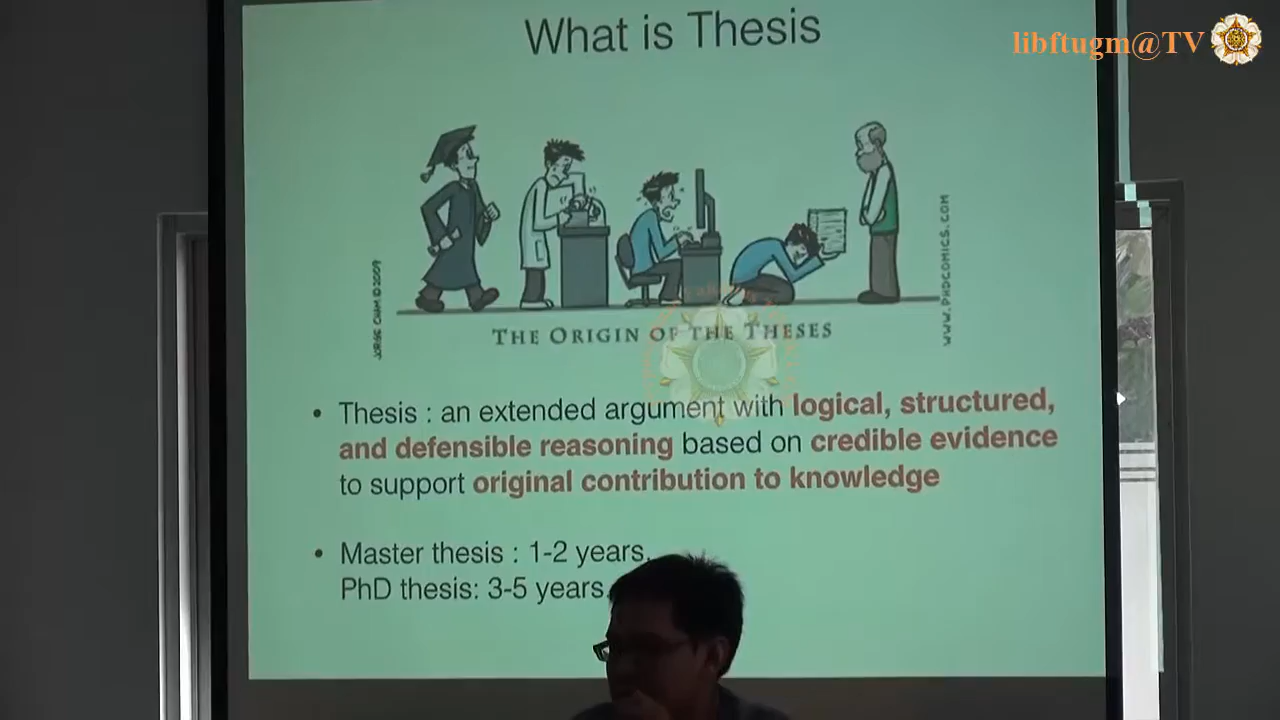 What is Thesis
libftugm@TV
JORGE CHAM ©2009
WWW.PHDCOMICS.COM
THE ORIGIN OF THE THESES
• Thesis : an extended argument with logical, structured,
and defensible reasoning based on credible evidence
to support original contribution to knowledge
• Master thesis : 1-2 years.
PhD thesis: 3-5 years.